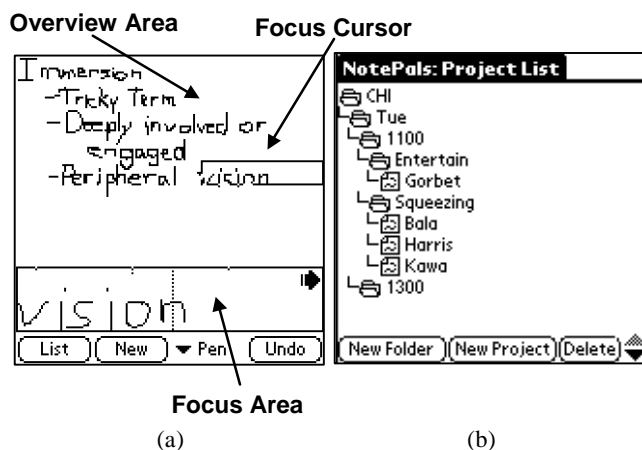 Overview Area
Focus Cursor
Immersion
-Tricky Term
-Deeply involved or
engaged
-Peripheral vision
vision
List New Pen Undo
Focus Area
(a)
NotePals: Project List
CHI
Tue
1100
Entertain
Gorbet
Squeezing
Bala
Harris
Kawa
1300
New Folder New Project Delete
(b)